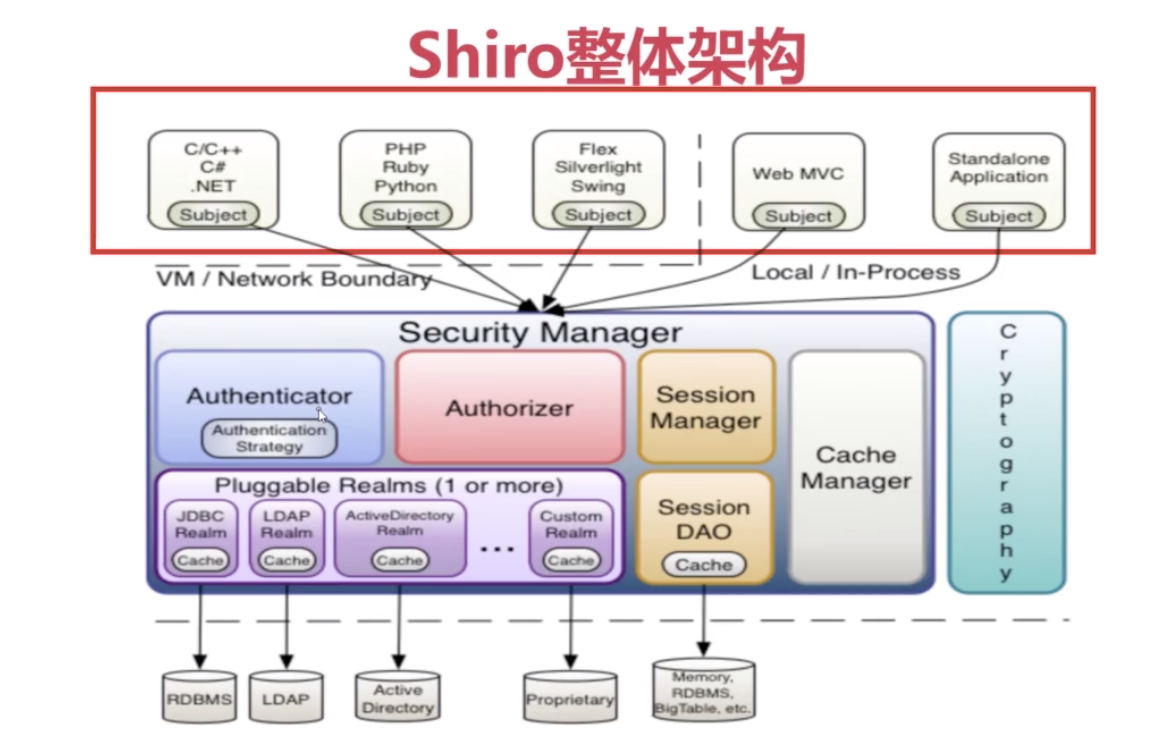 Shiro整体架构
C/C++
C#
.NET
Subject
PHP
Ruby
Python
Subject
Flex
Silverlight
Swing
Subject
Web MVC
Subject
Standalone
Application
Subject
VM / Network Boundary
Local / In-Process
Security Manager
Authenticator
Authentication
Strategy
Authorizer
Session
Manager
Cache
Manager
Cryptography
Pluggable Realms (1 or more)
JDBC
Realm
Cache
LDAP
Realm
Cache
ActiveDirectory
Realm
Cache
...
Custom
Realm
Cache
Session
DAO
Cache
RDBMS
LDAP
Active
Directory
Proprietary
Memory,
RDBMS,
BigTable, etc.